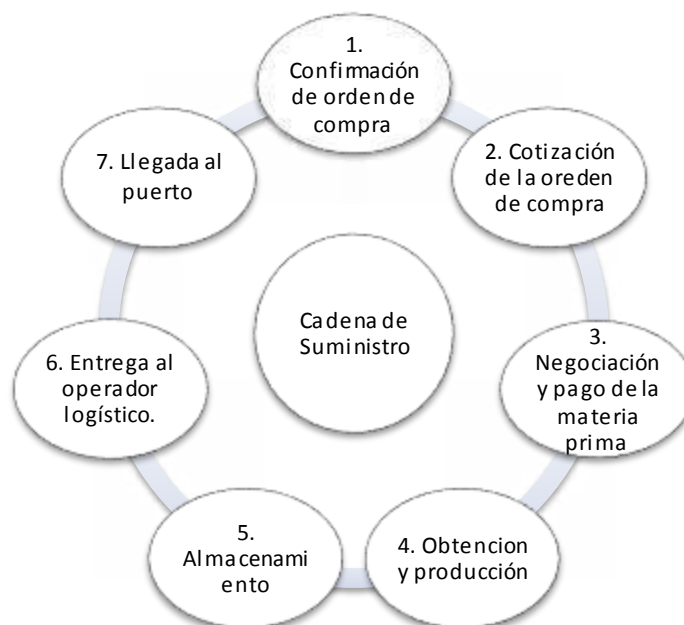 1.
Confirmación
de orden de
compra
2. Cotización
de la oreden
de compra
3.
Negociación
y pago de la
materia
prima
4. Obtencion
y producción
5.
Almacenami
ento
6. Entrega al
operador
logístico.
7. Llegada al
puerto
Cadena de
Suministro